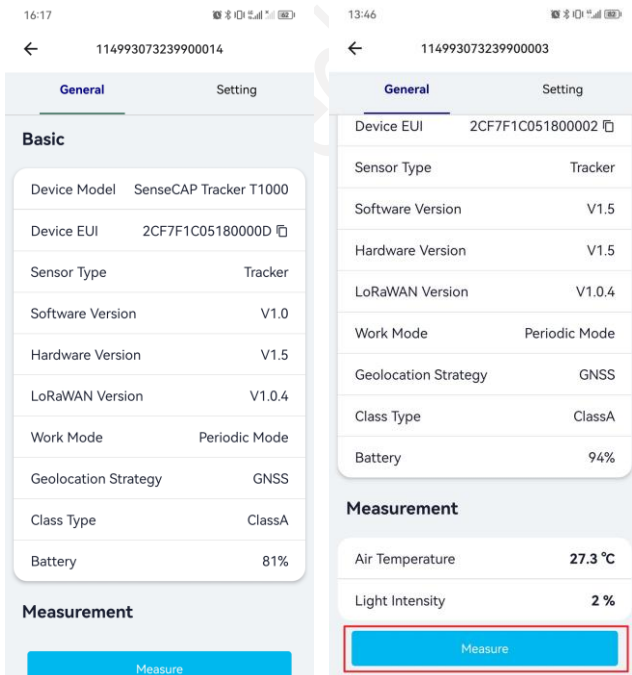 16:17
62
114993073239900014
General Setting
Basic
Device Model SenseCAP Tracker T1000
Device EUI 2CF7F1C05180000D
Sensor Type Tracker
Software Version V1.0
Hardware Version V1.5
LoRaWAN Version V1.0.4
Work Mode Periodic Mode
Geolocation Strategy GNSS
Class Type ClassA
Battery 81%
Measurement
Measure
13:46
114993073239900003
General Setting
Device EUI 2CF7F1C051800002
Sensor Type Tracker
Software Version V1.5
Hardware Version V1.5
LoRaWAN Version V1.0.4
Work Mode Periodic Mode
Geolocation Strategy GNSS
Class Type ClassA
Battery 94%
Measurement
Air Temperature 27.3 °C
Light Intensity 2 %
Measure